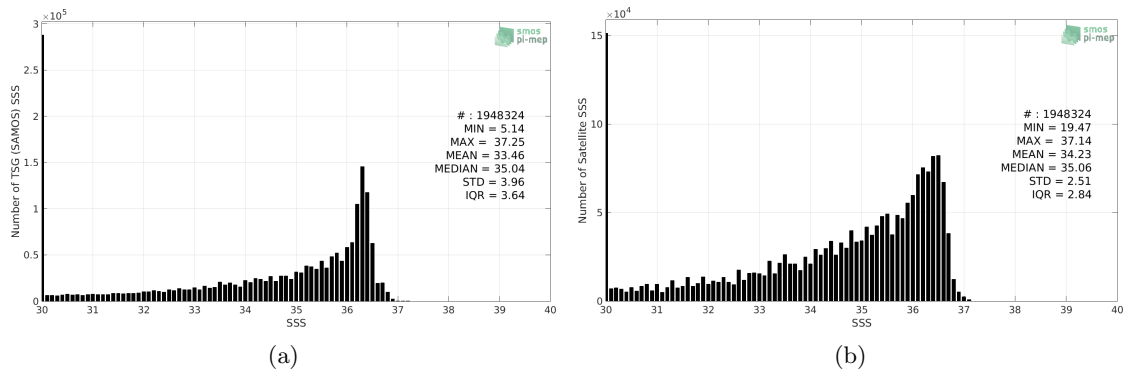 ×10^5
3
2.5
2
1.5
1
0.5
0
Number of TSG (SAMOS) SSS
smos
pi-mep
# : 1948324
MIN = 5.14
MAX = 37.25
MEAN = 33.46
MEDIAN = 35.04
STD = 3.96
IQR = 3.64
30 31 32 33 34 35 36 37 38 39 40
SSS
(a)
×10^4
15
10
5
0
Number of Satellite SSS
smos
pi-mep
# : 1948324
MIN = 19.47
MAX = 37.14
MEAN = 34.23
MEDIAN = 35.06
STD = 2.51
IQR = 2.84
30 31 32 33 34 35 36 37 38 39 40
SSS
(b)